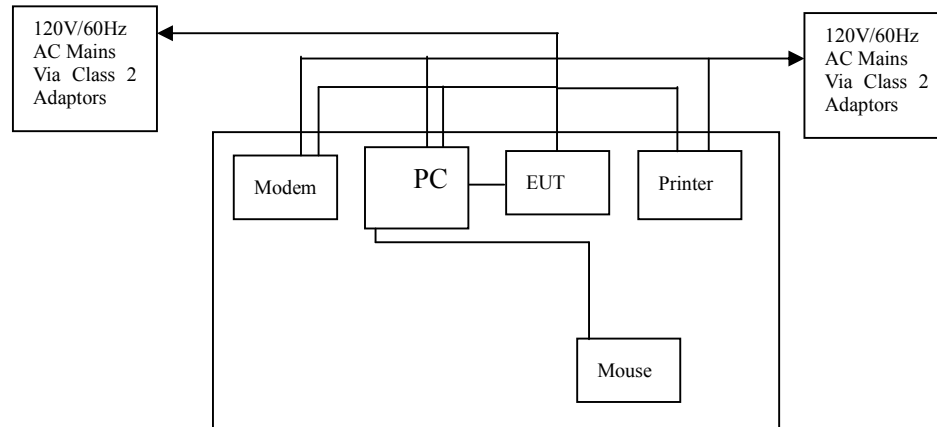 120V/60Hz
AC Mains
Via Class 2
Adaptors
120V/60Hz
AC Mains
Via Class 2
Adaptors
Modem
PC
EUT
Printer
Mouse